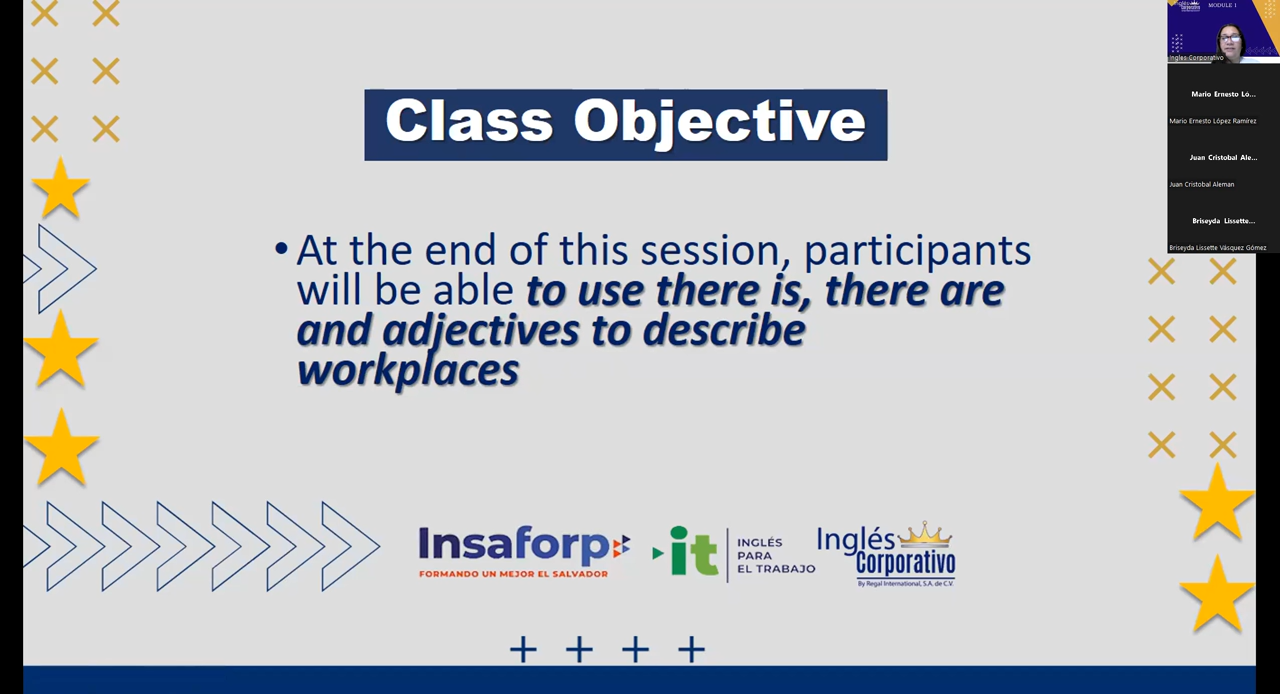 Class Objective
• At the end of this session, participants
will be able to use there is, there are
and adjectives to describe
workplaces
Insaforp
FORMANDO UN MEJOR EL SALVADOR
it
INGLÉS
PARA
EL TRABAJO
Inglés
Corporativo
By Regal International, S.A. de C.V.
MODULE 1
Ingles Corporativo
Mario Ernesto Ló...
Mario Ernesto López Ramírez
Juan Cristobal Ale...
Juan Cristobal Aleman
Briseyda Lissette...
Briseyda Lissette Vásquez Gómez